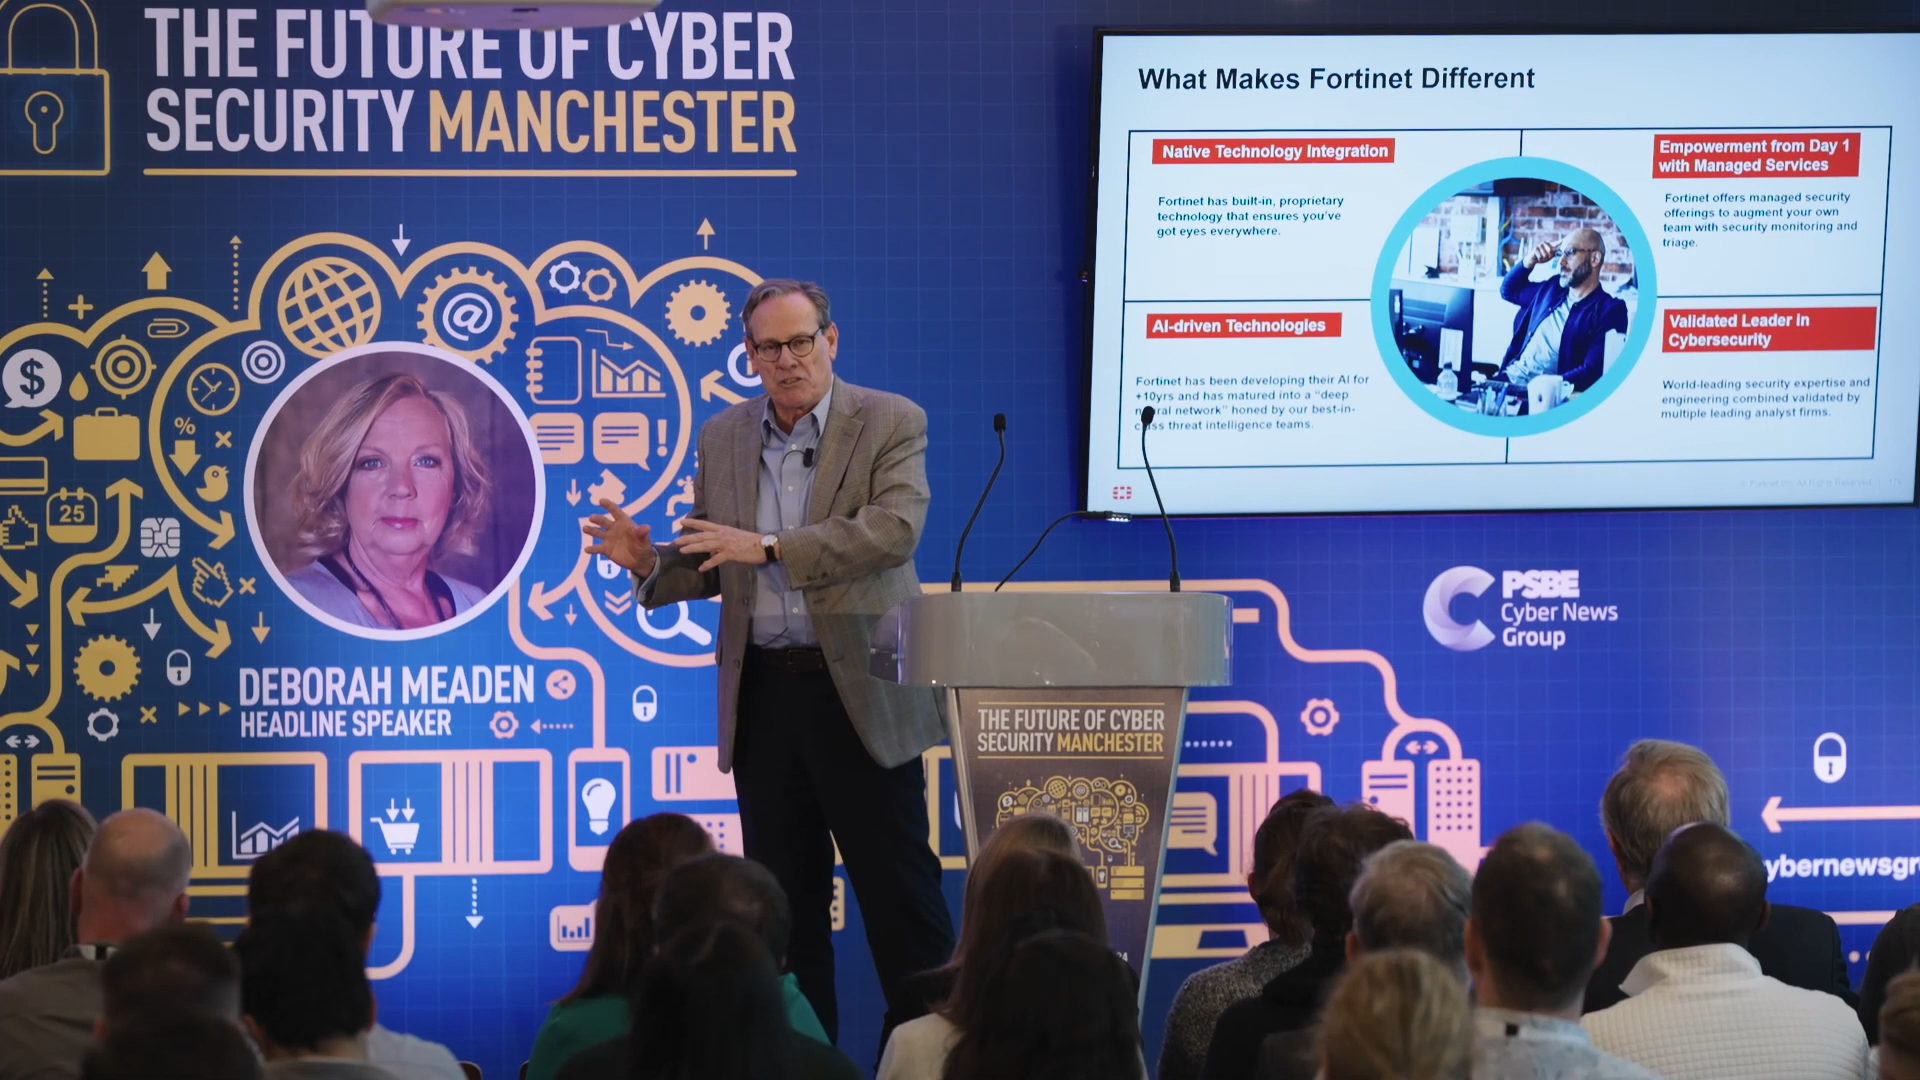 THE FUTURE OF CYBER
SECURITY MANCHESTER
$
@
%
25
DEBORAH MEADEN
HEADLINE SPEAKER
What Makes Fortinet Different
Native Technology Integration
Fortinet has built-in, proprietary
technology that ensures you've
got eyes everywhere.
Empowerment from Day 1
with Managed Services
Fortinet offers managed security
offerings to augment your own
team with security monitoring and
triage.
AI-driven Technologies
Fortinet has been developing their AI for
+10yrs and has matured into a "deep
neural network" honed by our best-in-
class threat intelligence teams.
Validated Leader in
Cybersecurity
World-leading security expertise and
engineering combined validated by
multiple leading analyst firms.
PSBE
Cyber News
Group
THE FUTURE OF CYBER
SECURITY MANCHESTER
ybernewsgr